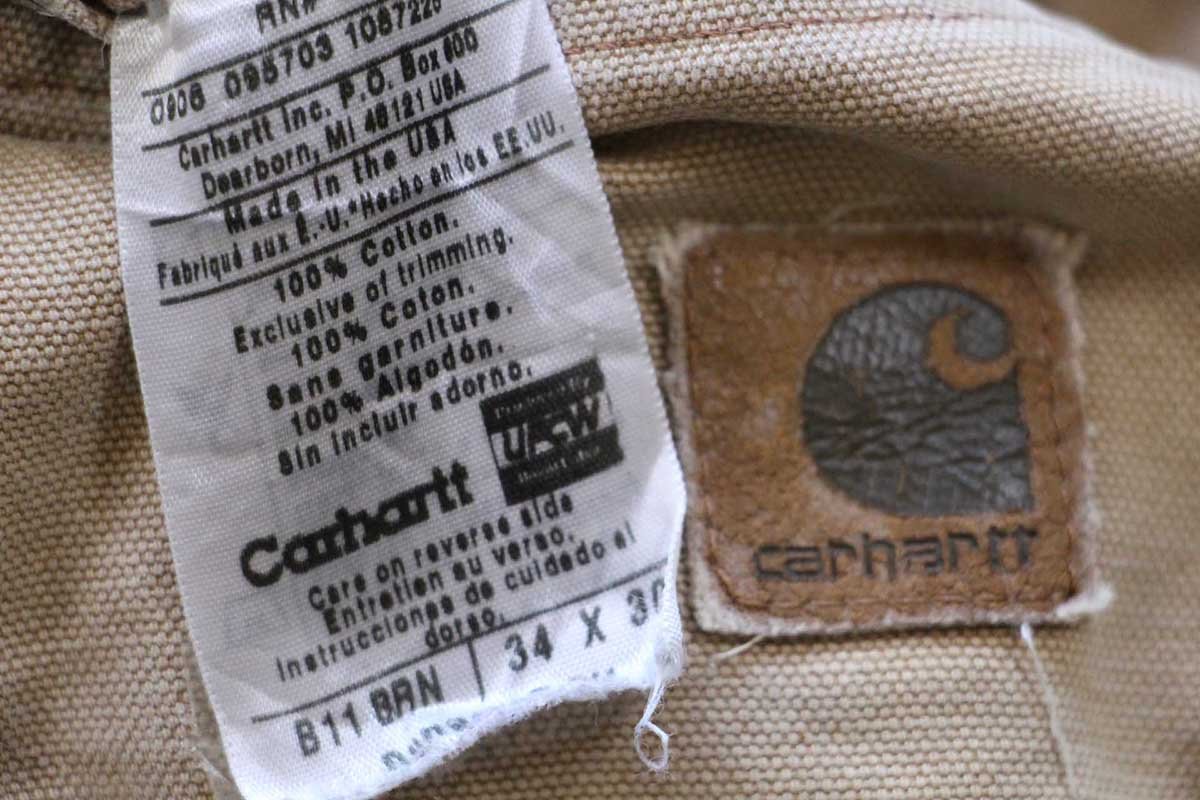 RN#
0906 095703 1087220
Carhartt Inc. P.O. Box 600
Dearborn, MI 48121 USA
Made in the USA
Fabriqué aux E.-U.*Hecho en los EE.UU.
100% Cotton.
Exclusive of trimming.
100% Coton.
Sans garniture.
100% Algodón.
sin incluir adorno.
UFCW
Carhartt
Care on reverse side
Entretien au verso.
Instrucciones de cuidado al
dorso.
B11 BRN 34 X 30
carhartt